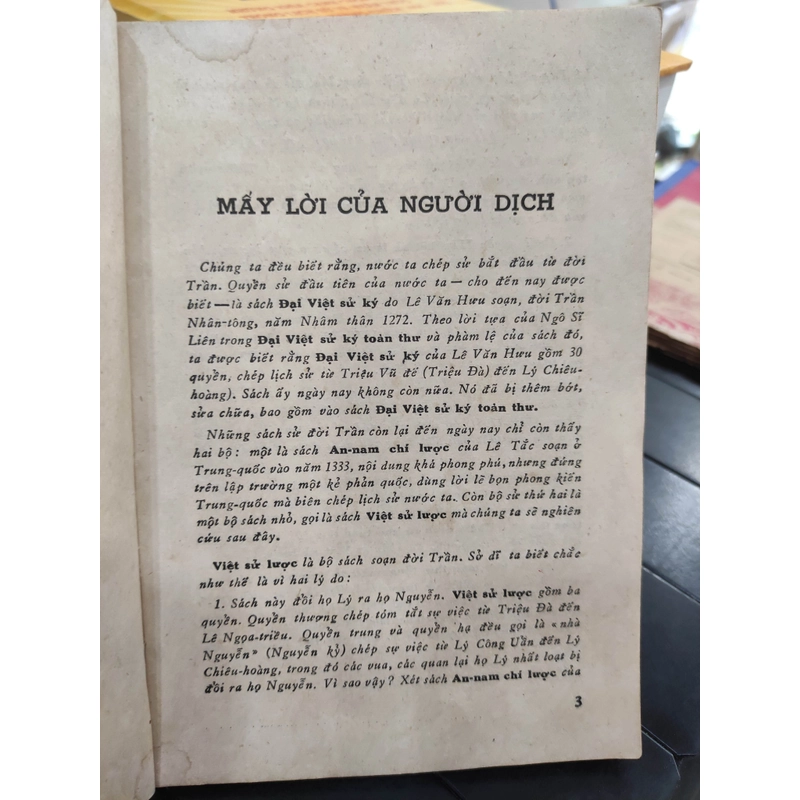 MẤY LỜI CỦA NGƯỜI DỊCH
Chúng ta đều biết rằng, nước ta chép sử bắt đầu từ đời
Trần. Quyển sử đầu tiên của nước ta — cho đến nay được
biết — là sách Đại Việt sử ký do Lê Văn Hưu soạn, đời Trần
Nhân-tông, năm Nhâm thân 1272. Theo lời tựa của Ngô Sĩ
Liên trong Đại Việt sử ký toàn thư và phàm lệ của sách đó,
ta được biết rằng Đại Việt sử ký của Lê Văn Hưu gồm 30
quyển, chép lịch sử từ Triệu Vũ đế (Triệu Đà) đến Lý Chiêu-
hoàng). Sách ấy ngày nay không còn nữa. Nó đã bị thêm bớt,
sửa chữa, bao gồm vào sách Đại Việt sử ký toàn thư.
Những sách sử đời Trần còn lại đến ngày nay chỉ còn thấy
hai bộ : một là sách An-nam chí lược của Lê Tắc soạn ở
Trung-quốc vào năm 1333, nội dung khá phong phú, nhưng đứng
trên lập trường một kẻ phản quốc, dùng lời lẽ bọn phong kiến
Trung-quốc mà biên chép lịch sử nước ta. Còn bộ sử thứ hai là
một bộ sách nhỏ, gọi là sách Việt sử lược mà chúng ta sẽ nghiên
cứu sau đây.
Việt sử lược là bộ sách soạn đời Trần. Sở dĩ ta biết chắc
như thế là vì hai lý do :
1. Sách này đổi họ Lý ra họ Nguyễn. Việt sử lược gồm ba
quyển. Quyển thượng chép tóm tắt sự việc từ Triệu Đà đến
Lê Ngọa-triều. Quyển trung và quyển hạ đều gọi là «nhà
Nguyễn» (Nguyễn kỷ) chép sự việc từ Lý Công Uẩn đến Lý
Chiêu-hoàng, trong đó các vua, các quan lại họ Lý nhất loạt bị
đổi ra họ Nguyễn. Vì sao vậy ? Xét sách An-nam chí lược của
3